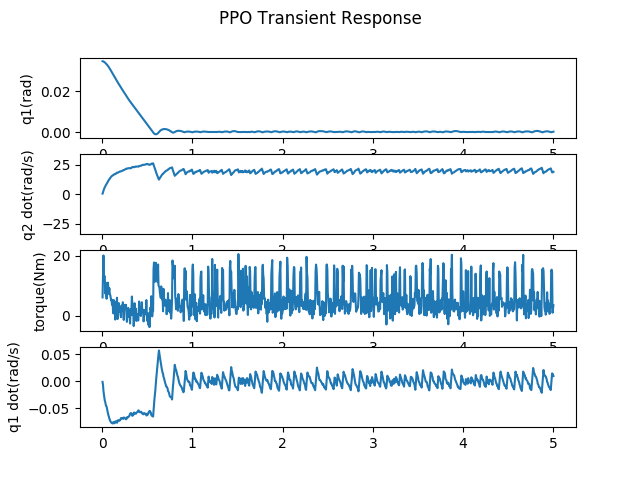 PPO Transient Response
q1(rad)
0.02
0.00
0 1 2 3 4 5
q2 dot(rad/s)
25
0
−25
0 1 2 3 4 5
torque(Nm)
20
0
0 1 2 3 4 5
q1 dot(rad/s)
0.05
0.00
−0.05
0 1 2 3 4 5